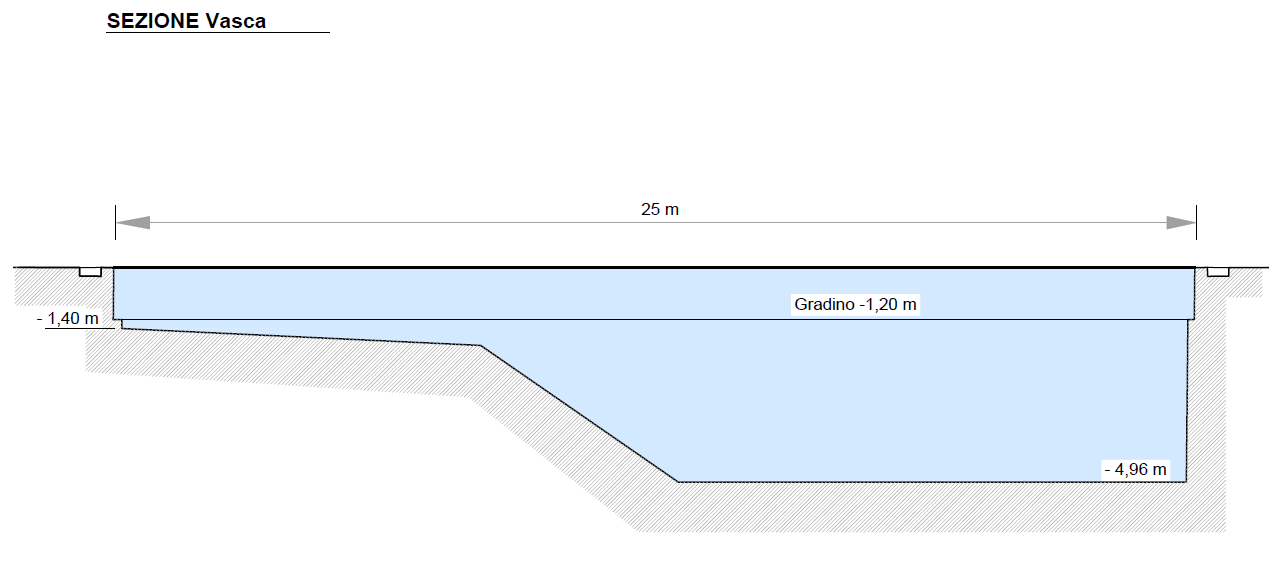 SEZIONE Vasca
25 m
Gradino -1,20 m
- 1,40 m
- 4,96 m